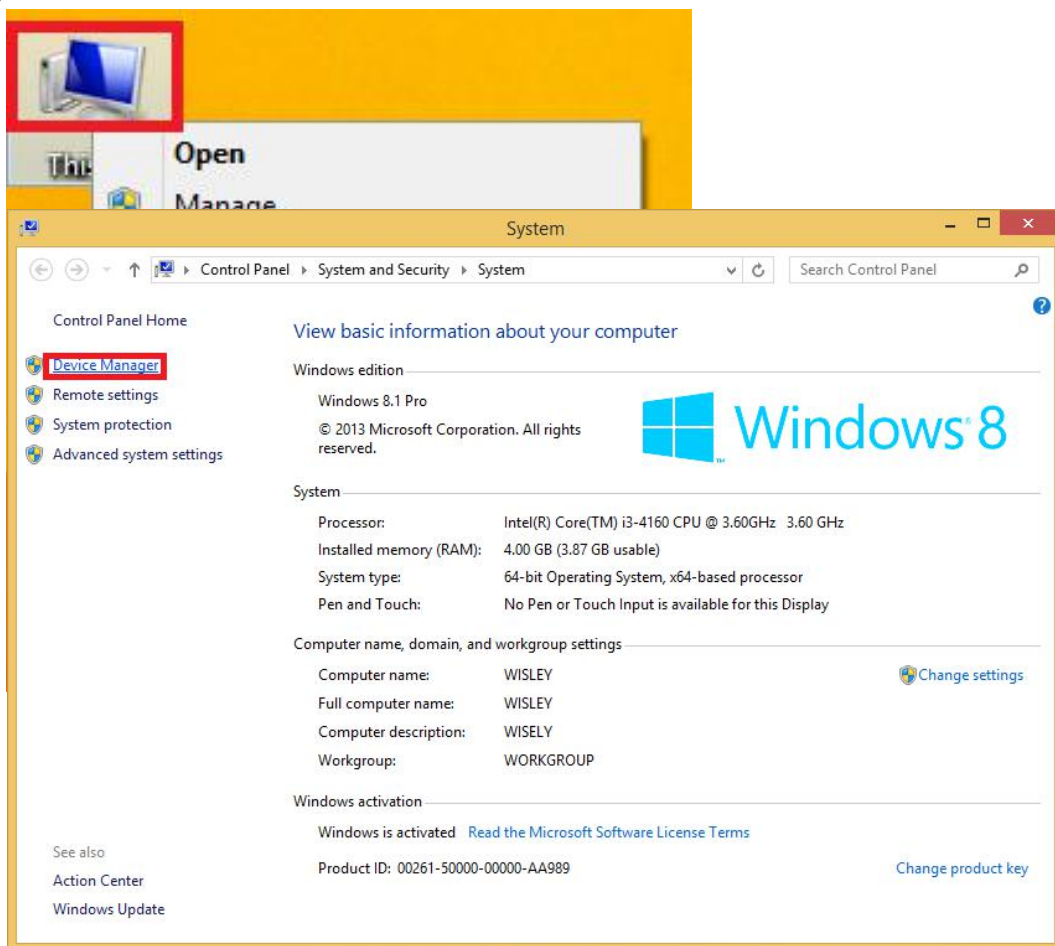 Open
Manage
System
Control Panel System and Security System
Search Control Panel
Control Panel Home
Device Manager
Remote settings
System protection
Advanced system settings
See also
Action Center
Windows Update
View basic information about your computer
Windows edition
Windows 8.1 Pro
© 2013 Microsoft Corporation. All rights
reserved.
Windows 8
System
Processor: Intel(R) Core(TM) i3-4160 CPU @ 3.60GHz 3.60 GHz
Installed memory (RAM): 4.00 GB (3.87 GB usable)
System type: 64-bit Operating System, x64-based processor
Pen and Touch: No Pen or Touch Input is available for this Display
Computer name, domain, and workgroup settings
Computer name: WISLEY
Change settings
Full computer name: WISLEY
Computer description: WISELY
Workgroup: WORKGROUP
Windows activation
Windows is activated Read the Microsoft Software License Terms
Product ID: 00261-50000-00000-AA989
Change product key